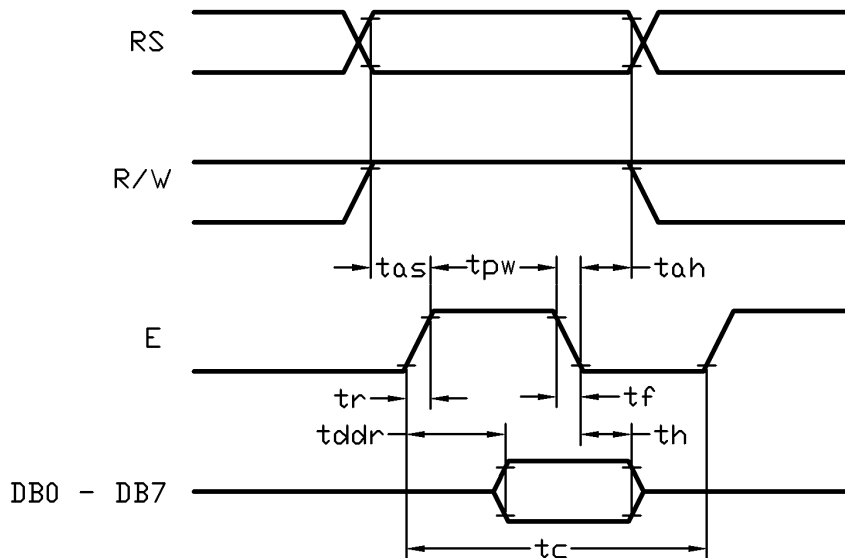 RS
R/W
tas tpw tah
E
tr tf
tddr th
DB0 - DB7
tc